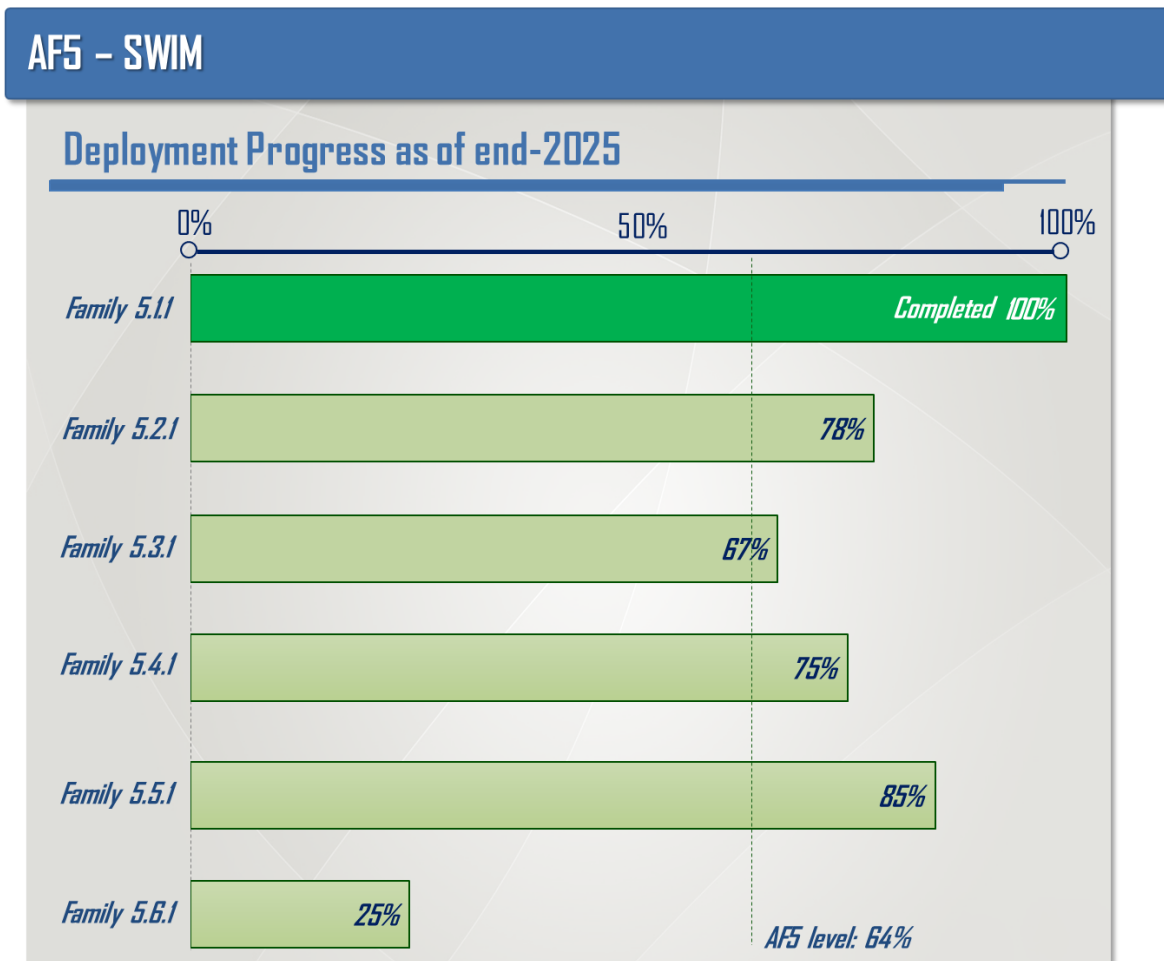 AF5 – SWIM
Deployment Progress as of end-2025
0% 50% 100%
Family 5.1.1 Completed 100%
Family 5.2.1 78%
Family 5.3.1 67%
Family 5.4.1 75%
Family 5.5.1 85%
Family 5.6.1 25%
AF5 level: 64%